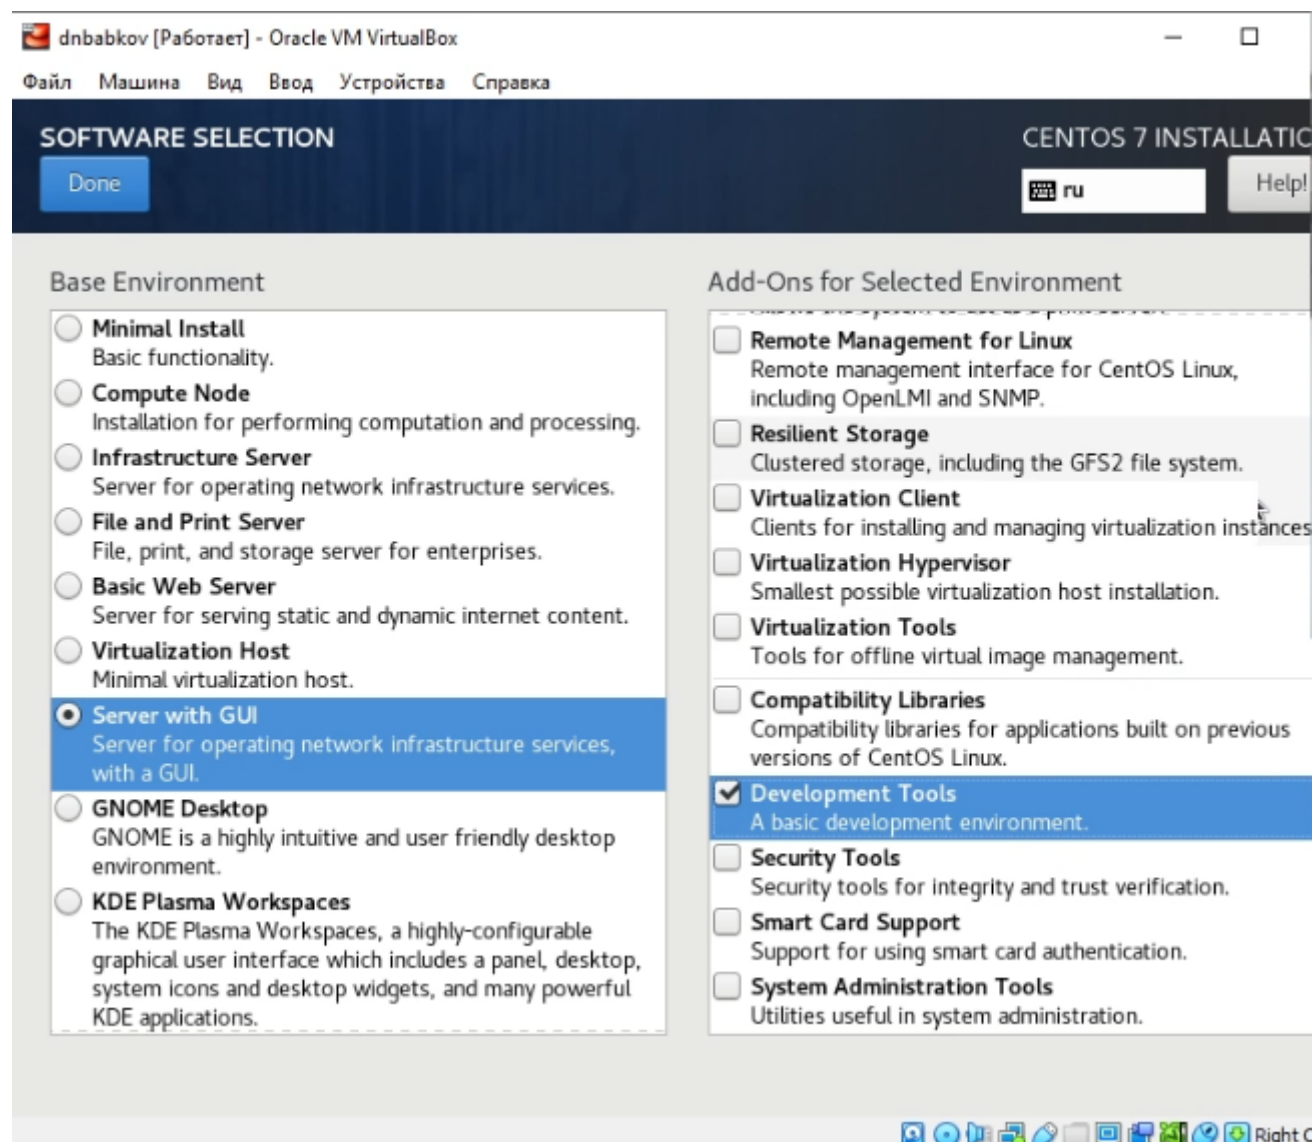 dnbabkov [Работает] - Oracle VM VirtualBox
Файл Машина Вид Ввод Устройства Справка
SOFTWARE SELECTION
CENTOS 7 INSTALLATIO
Done
ru
Help!
Base Environment
Minimal Install
Basic functionality.
Compute Node
Installation for performing computation and processing.
Infrastructure Server
Server for operating network infrastructure services.
File and Print Server
File, print, and storage server for enterprises.
Basic Web Server
Server for serving static and dynamic internet content.
Virtualization Host
Minimal virtualization host.
Server with GUI
Server for operating network infrastructure services,
with a GUI.
GNOME Desktop
GNOME is a highly intuitive and user friendly desktop
environment.
KDE Plasma Workspaces
The KDE Plasma Workspaces, a highly-configurable
graphical user interface which includes a panel, desktop,
system icons and desktop widgets, and many powerful
KDE applications.
Add-Ons for Selected Environment
Remote Management for Linux
Remote management interface for CentOS Linux,
including OpenLMI and SNMP.
Resilient Storage
Clustered storage, including the GFS2 file system.
Virtualization Client
Clients for installing and managing virtualization instances
Virtualization Hypervisor
Smallest possible virtualization host installation.
Virtualization Tools
Tools for offline virtual image management.
Compatibility Libraries
Compatibility libraries for applications built on previous
versions of CentOS Linux.
Development Tools
A basic development environment.
Security Tools
Security tools for integrity and trust verification.
Smart Card Support
Support for using smart card authentication.
System Administration Tools
Utilities useful in system administration.
Right C